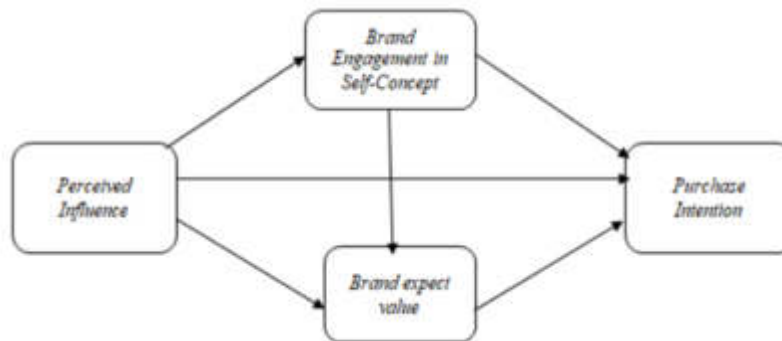 Brand
Engagement in
Self-Concept
Perceived
Influence
Purchase
Intention
Brand expect
value